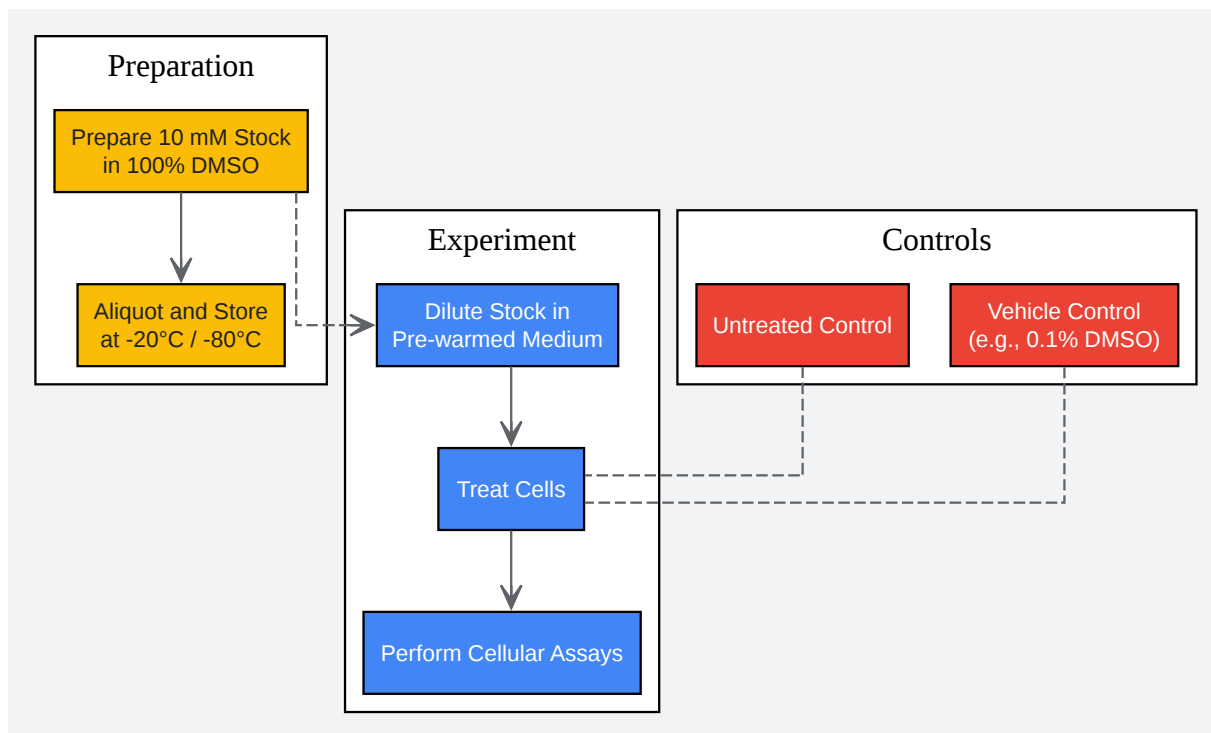 Preparation
Prepare 10 mM Stock
in 100% DMSO
Aliquot and Store
at -20°C / -80°C
Experiment
Dilute Stock in
Pre-warmed Medium
Treat Cells
Perform Cellular Assays
Controls
Untreated Control
Vehicle Control
(e.g., 0.1% DMSO)